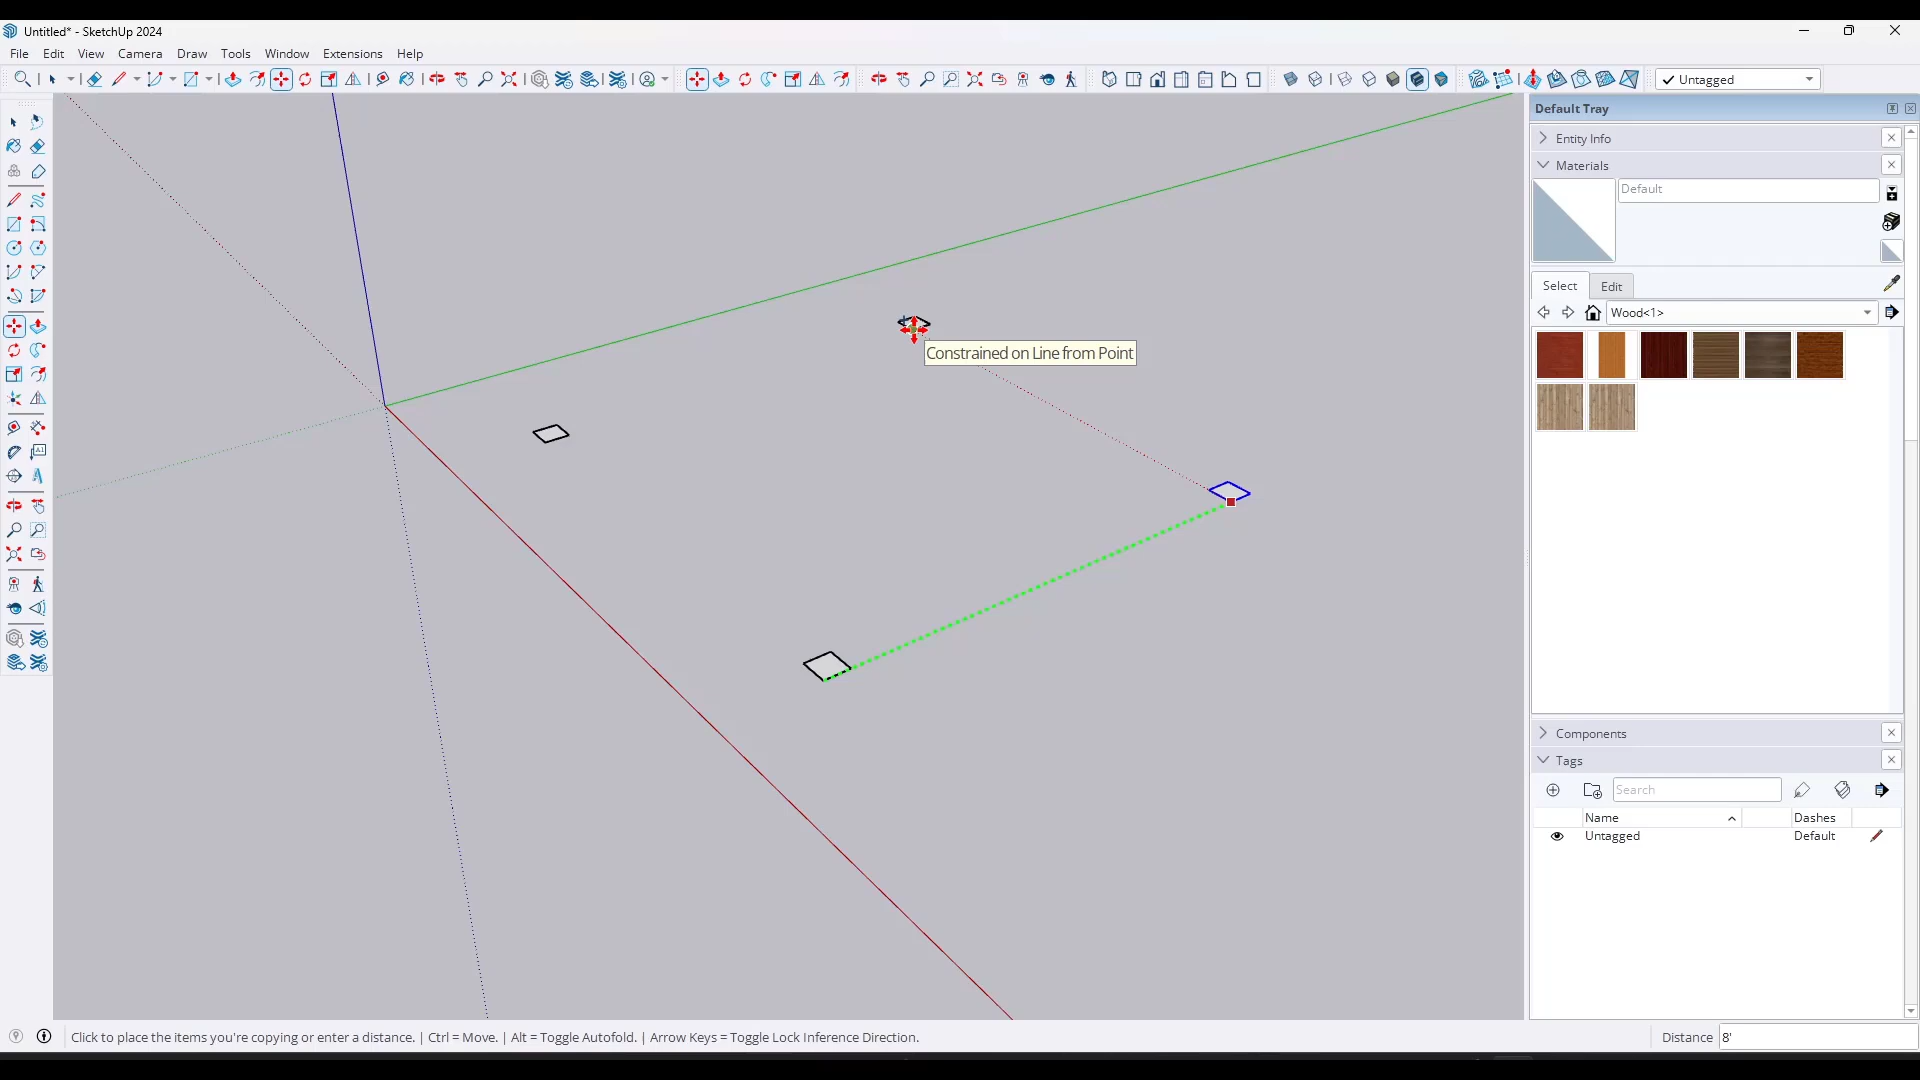 Untitled* - SketchUp 2024
File Edit View Camera Draw Tools Window Extensions Help
Untagged
Default Tray
Entity Info
Materials
Default
Select Edit
Wood<1>
Constrained on Line from Point
Components
Tags
Search
Name Dashes
Untagged Default
Click to place the items you're copying or enter a distance. | Ctrl = Move. | Alt = Toggle Autofold. | Arrow Keys = Toggle Lock Inference Direction.
Distance 8'